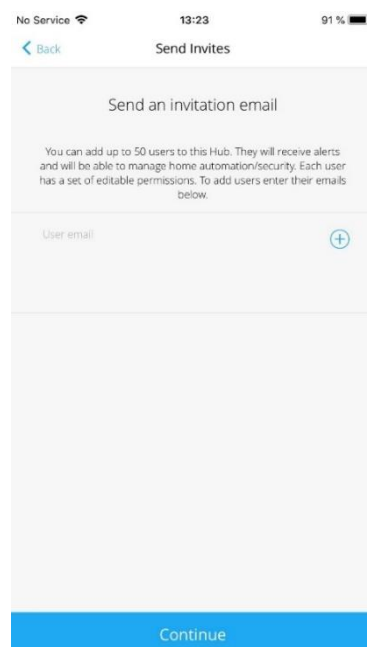 No Service 13:23 91 %
Back Send Invites
Send an invitation email
You can add up to 50 users to this Hub. They will receive alerts
and will be able to manage home automation/security. Each user
has a set of editable permissions. To add users enter their emails
below.
User email
Continue